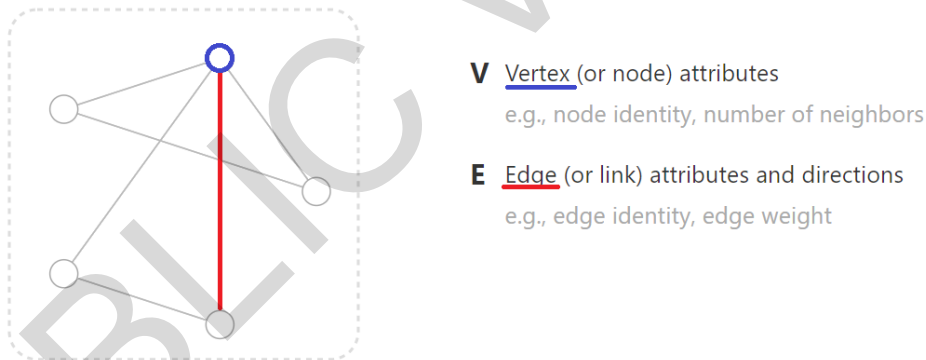 V Vertex (or node) attributes
e.g., node identity, number of neighbors
E Edge (or link) attributes and directions
e.g., edge identity, edge weight
BLIC